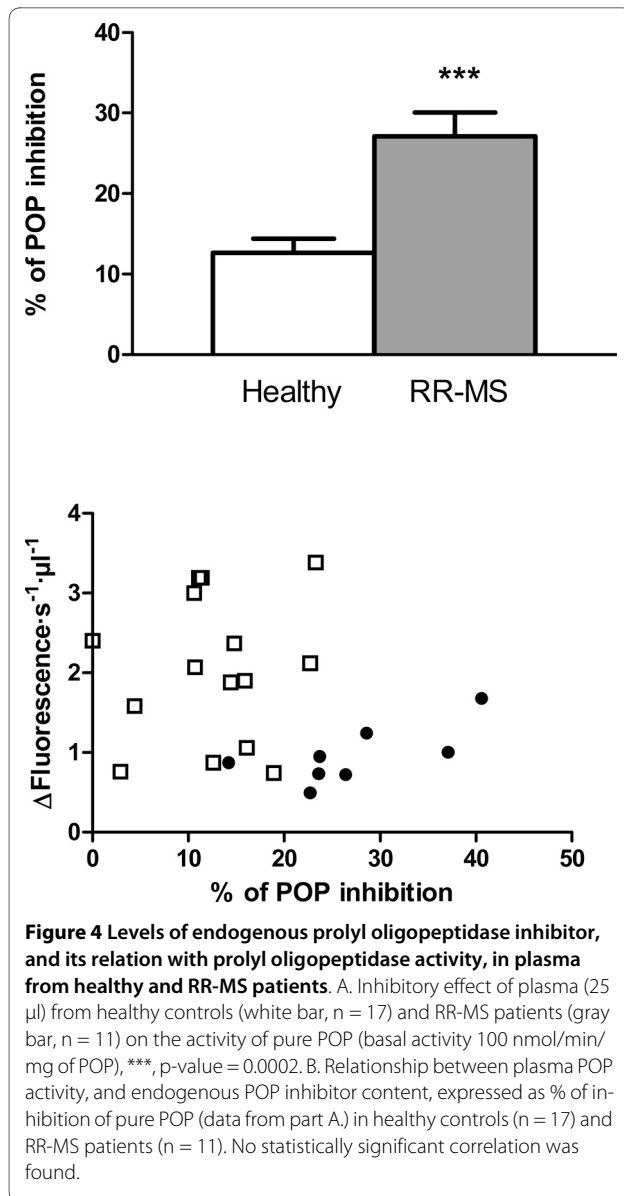 40
30
20
10
0
% of POP inhibition
***
Healthy RR-MS
4
3
2
1
0
ΔFluorescence·s⁻¹·µl⁻¹
0 10 20 30 40 50
% of POP inhibition
Figure 4 Levels of endogenous prolyl oligopeptidase inhibitor,
and its relation with prolyl oligopeptidase activity, in plasma
from healthy and RR-MS patients. A. Inhibitory effect of plasma (25
µl) from healthy controls (white bar, n = 17) and RR-MS patients (gray
bar, n = 11) on the activity of pure POP (basal activity 100 nmol/min/
mg of POP), ***, p-value = 0.0002. B. Relationship between plasma POP
activity, and endogenous POP inhibitor content, expressed as % of in-
hibition of pure POP (data from part A.) in healthy controls (n = 17) and
RR-MS patients (n = 11). No statistically significant correlation was
found.